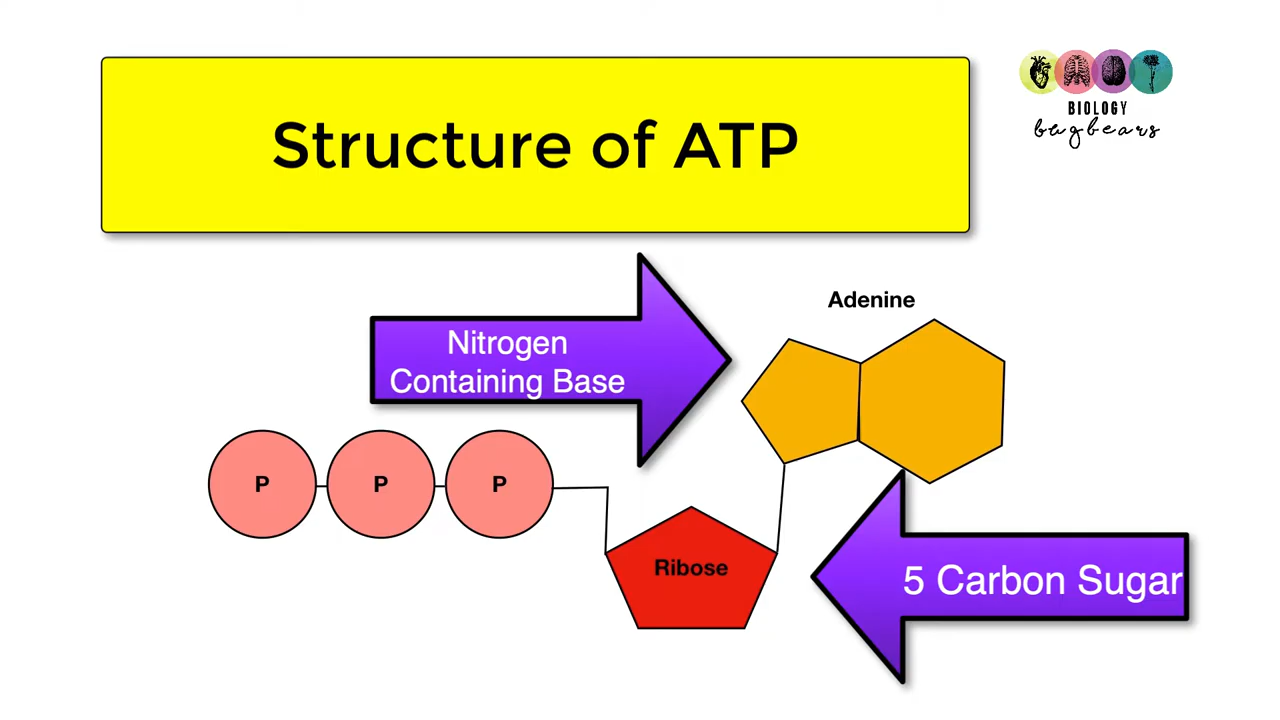 Structure of ATP
BIOLOGY
bugbears
Adenine
Nitrogen
Containing Base
P P P
Ribose
5 Carbon Sugar